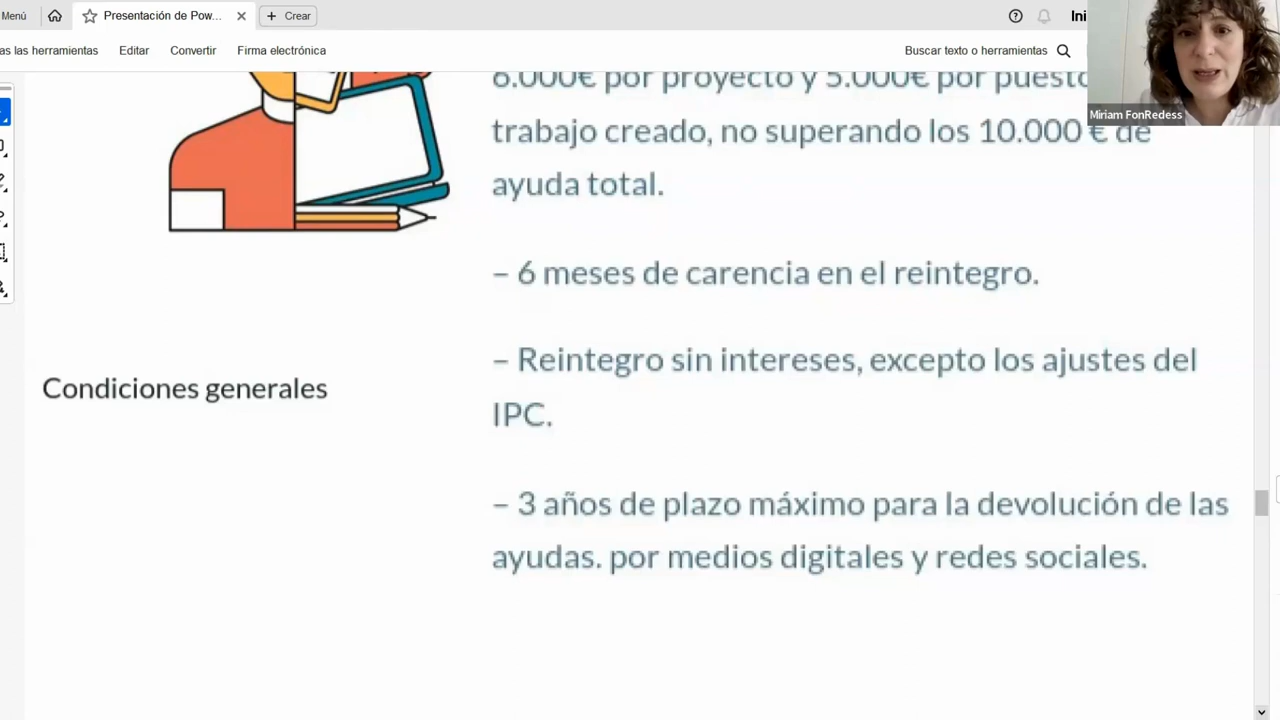 Menú
Presentación de Pow...
Crear
Ini
as las herramientas
Editar
Convertir
Firma electrónica
Buscar texto o herramientas
Miriam FonRedess
6.000€ por proyecto y 5.000€ por puesto
trabajo creado, no superando los 10.000 € de
ayuda total.
– 6 meses de carencia en el reintegro.
– Reintegro sin intereses, excepto los ajustes del
IPC.
Condiciones generales
– 3 años de plazo máximo para la devolución de las
ayudas. por medios digitales y redes sociales.